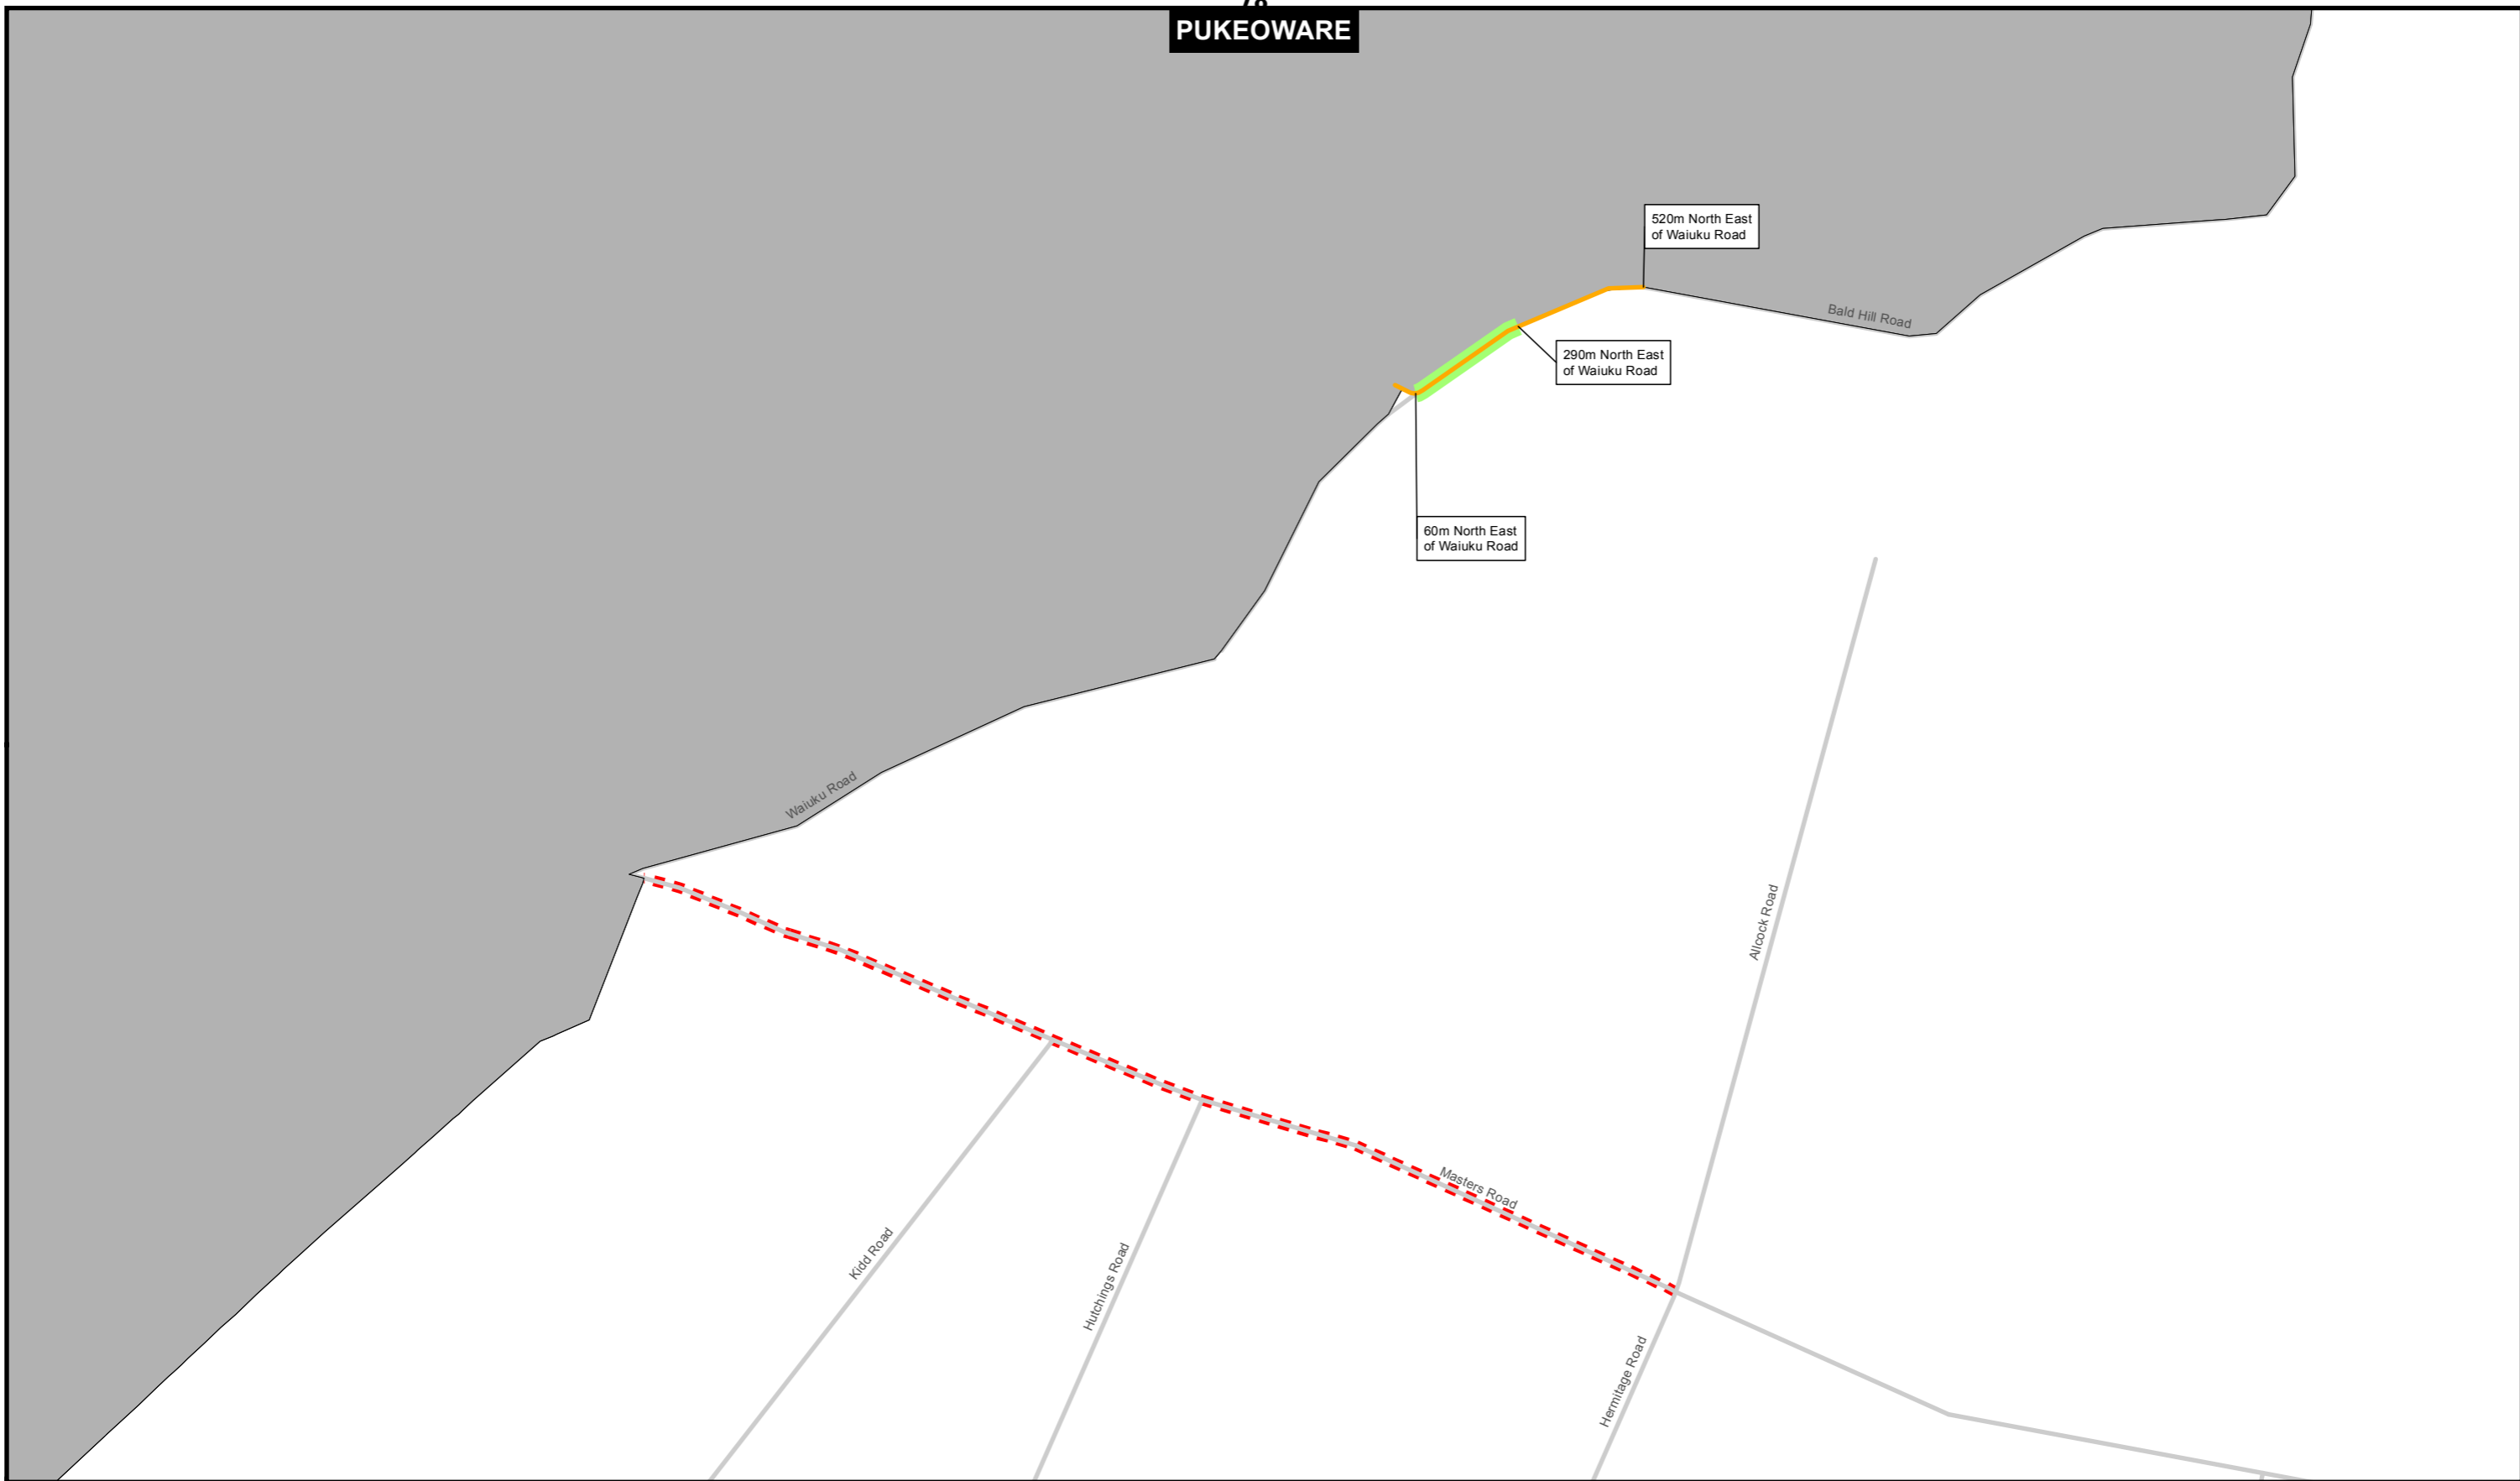 PUKEOWARE
520m North East
of Waiuku Road
Bald Hill Road
290m North East
of Waiuku Road
60m North East
of Waiuku Road
Waiuku Road
Allcock Road
Masters Road
Kidd Road
Hutchings Road
Hermitage Road